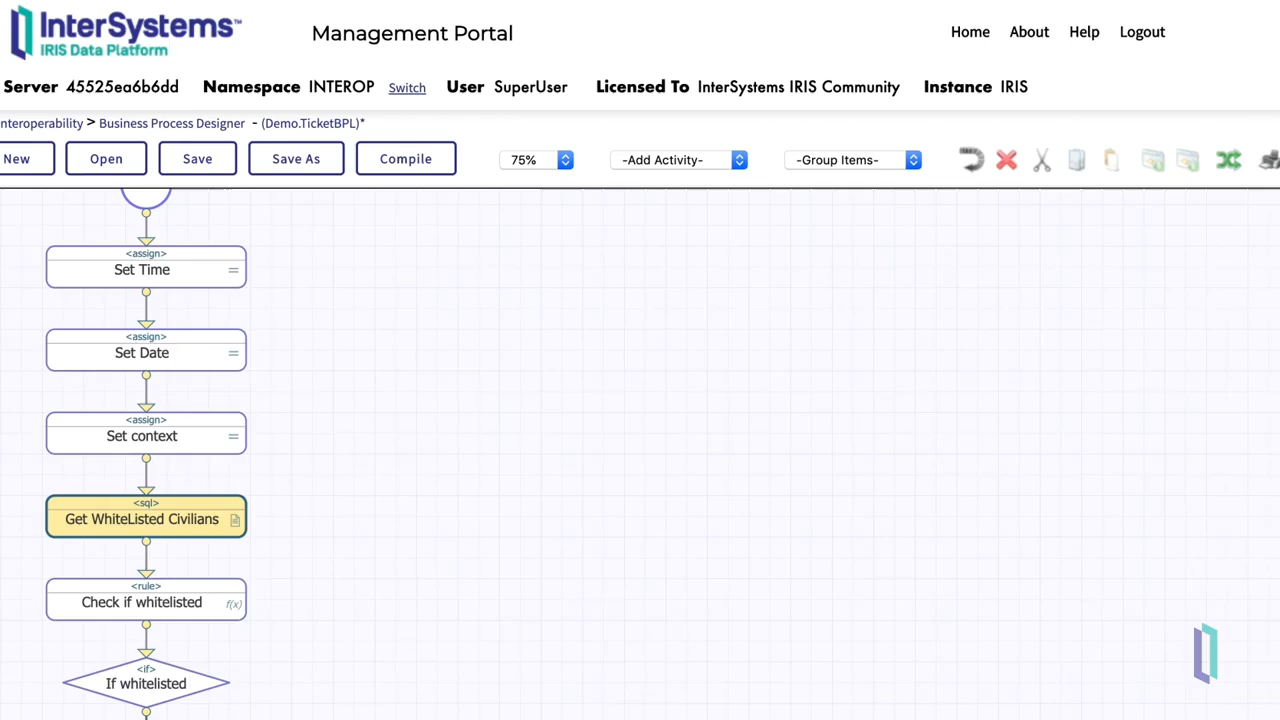 InterSystems™
IRIS Data Platform
Management Portal
Home About Help Logout
Server 45525ea6b6dd Namespace INTEROP Switch User SuperUser Licensed To InterSystems IRIS Community Instance IRIS
nteroperability > Business Process Designer - (Demo.TicketBPL)*
New Open Save Save As Compile 75% -Add Activity- -Group Items-
<assign>
Set Time =
<assign>
Set Date =
<assign>
Set context =
<sql>
Get WhiteListed Civilians
<rule>
Check if whitelisted f(x)
<if>
If whitelisted